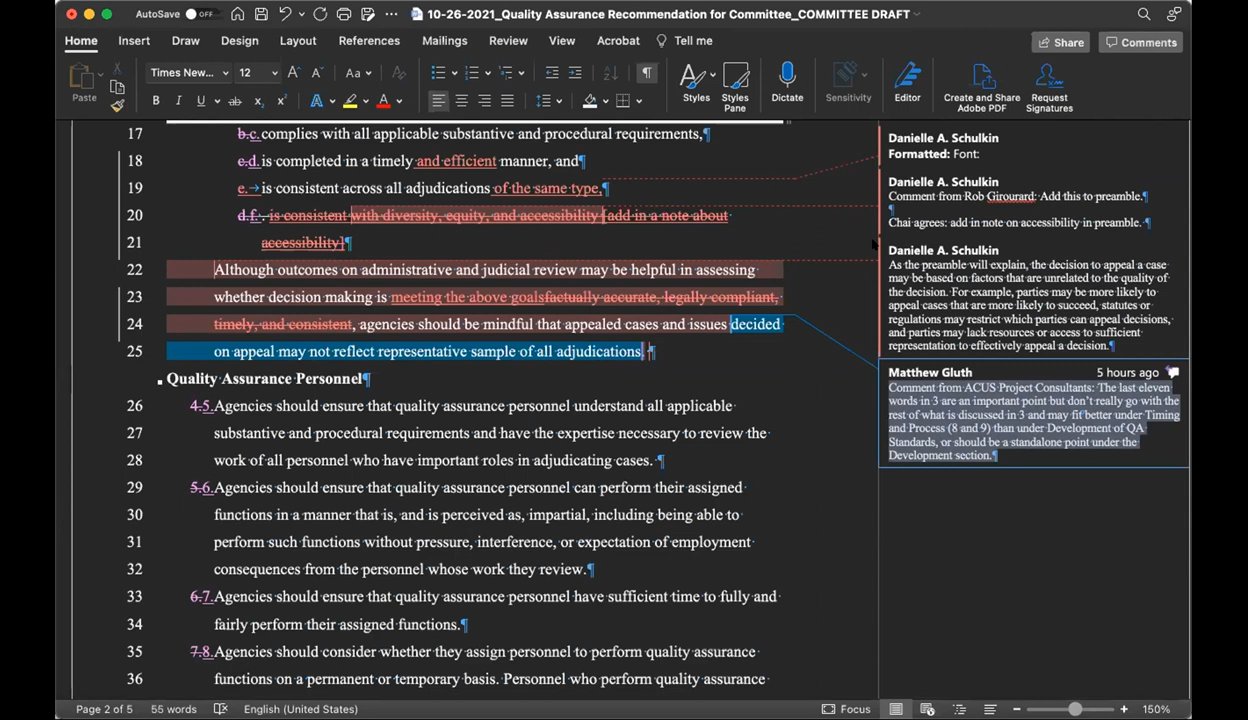 AutoSave OFF 10-26-2021_Quality Assurance Recommendation for Committee_COMMITTEE DRAFT
Home Insert Draw Design Layout References Mailings Review View Acrobat Tell me Share Comments
Paste Times New... 12 Aa Styles Styles Pane Dictate Sensitivity Editor Create and Share Adobe PDF Request Signatures
17 b.c. complies with all applicable substantive and procedural requirements,¶
18 c.d. is completed in a timely and efficient manner, and¶
19 e. is consistent across all adjudications of the same type.¶
20 d.f. . is consistent with diversity, equity, and accessibility [add in a note about
21 accessibility]¶
22 Although outcomes on administrative and judicial review may be helpful in assessing
23 whether decision making is meeting the above goalsfactually accurate, legally compliant,
24 timely, and consistent, agencies should be mindful that appealed cases and issues decided
25 on appeal may not reflect representative sample of all adjudications. ¶
Quality Assurance Personnel¶
26 4.5. Agencies should ensure that quality assurance personnel understand all applicable
27 substantive and procedural requirements and have the expertise necessary to review the
28 work of all personnel who have important roles in adjudicating cases. ¶
29 5.6. Agencies should ensure that quality assurance personnel can perform their assigned
30 functions in a manner that is, and is perceived as, impartial, including being able to
31 perform such functions without pressure, interference, or expectation of employment
32 consequences from the personnel whose work they review.¶
33 6.7. Agencies should ensure that quality assurance personnel have sufficient time to fully and
34 fairly perform their assigned functions.¶
35 7.8. Agencies should consider whether they assign personnel to perform quality assurance
36 functions on a permanent or temporary basis. Personnel who perform quality assurance
Danielle A. Schulkin
Formatted: Font:
Danielle A. Schulkin
Comment from Rob Girourard: Add this to preamble.¶
¶
Chai agrees: add in note on accessibility in preamble. ¶
Danielle A. Schulkin
As the preamble will explain, the decision to appeal a case
may be based on factors that are unrelated to the quality of
the decision. For example, parties may be more likely to
appeal cases that are more likely to succeed, statutes or
regulations may restrict which parties can appeal decisions,
and parties may lack resources or access to sufficient
representation to effectively appeal a decision.¶
Matthew Gluth 5 hours ago
Comment from ACUS Project Consultants: The last eleven
words in 3 are an important point but don't really go with the
rest of what is discussed in 3 and may fit better under Timing
and Process (8 and 9) than under Development of QA
Standards, or should be a standalone point under the
Development section.¶
Page 2 of 5 55 words English (United States) Focus 150%